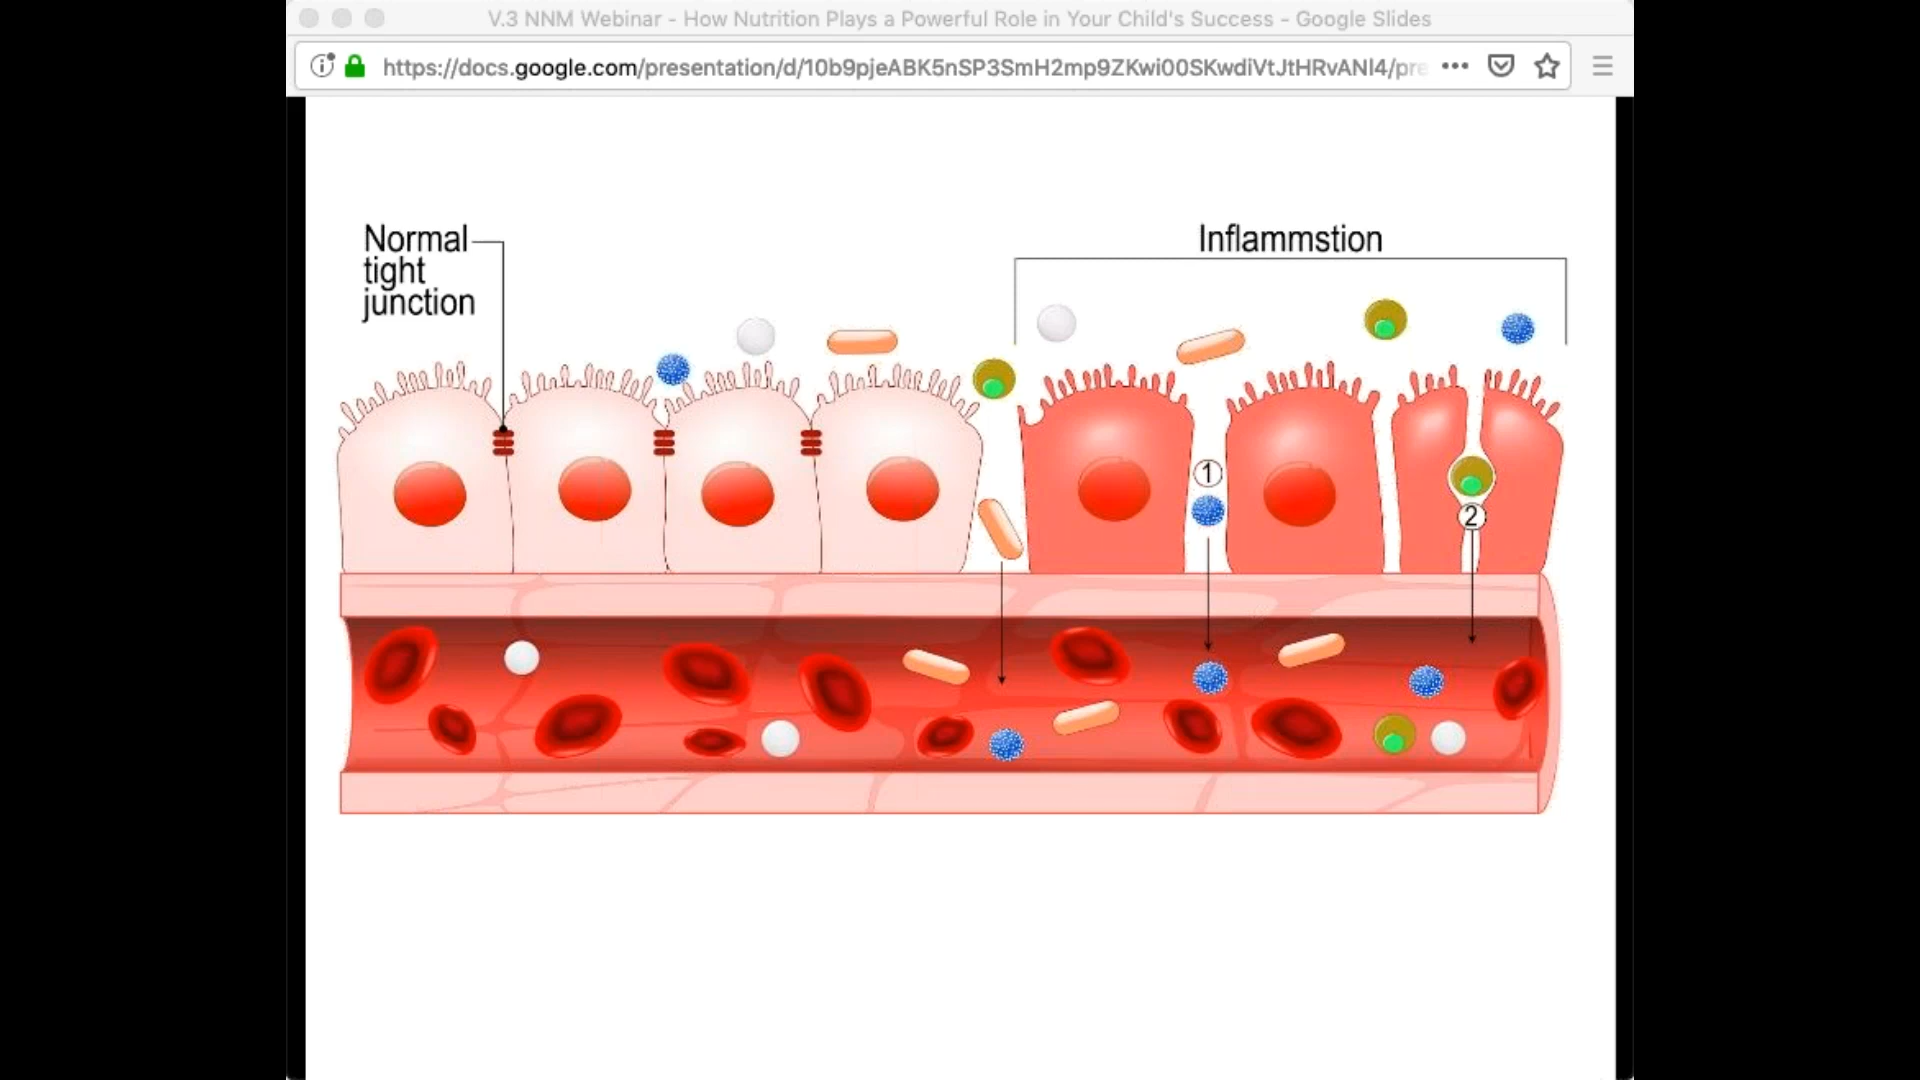 V.3 NNM Webinar - How Nutrition Plays a Powerful Role in Your Child's Success - Google Slides
https://docs.google.com/presentation/d/10b9pjeABK5nSP3SmH2mp9ZKwi00SKwdiVtJtHRvANI4/pre
Normal
tight
junction
Inflammstion
1
2